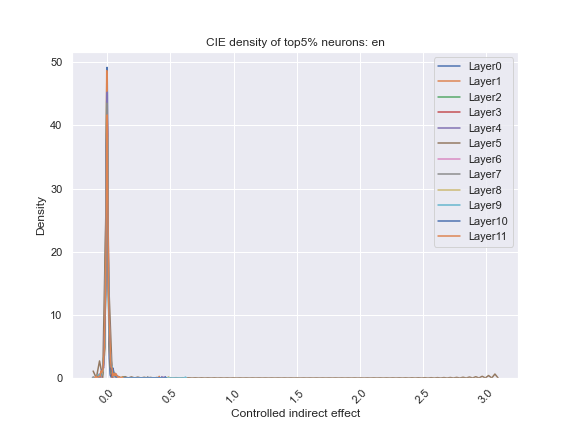 CIE density of top5% neurons: en
50
40
30
20
10
0
Density
Layer0
Layer1
Layer2
Layer3
Layer4
Layer5
Layer6
Layer7
Layer8
Layer9
Layer10
Layer11
0.0 0.5 1.0 1.5 2.0 2.5 3.0
Controlled indirect effect